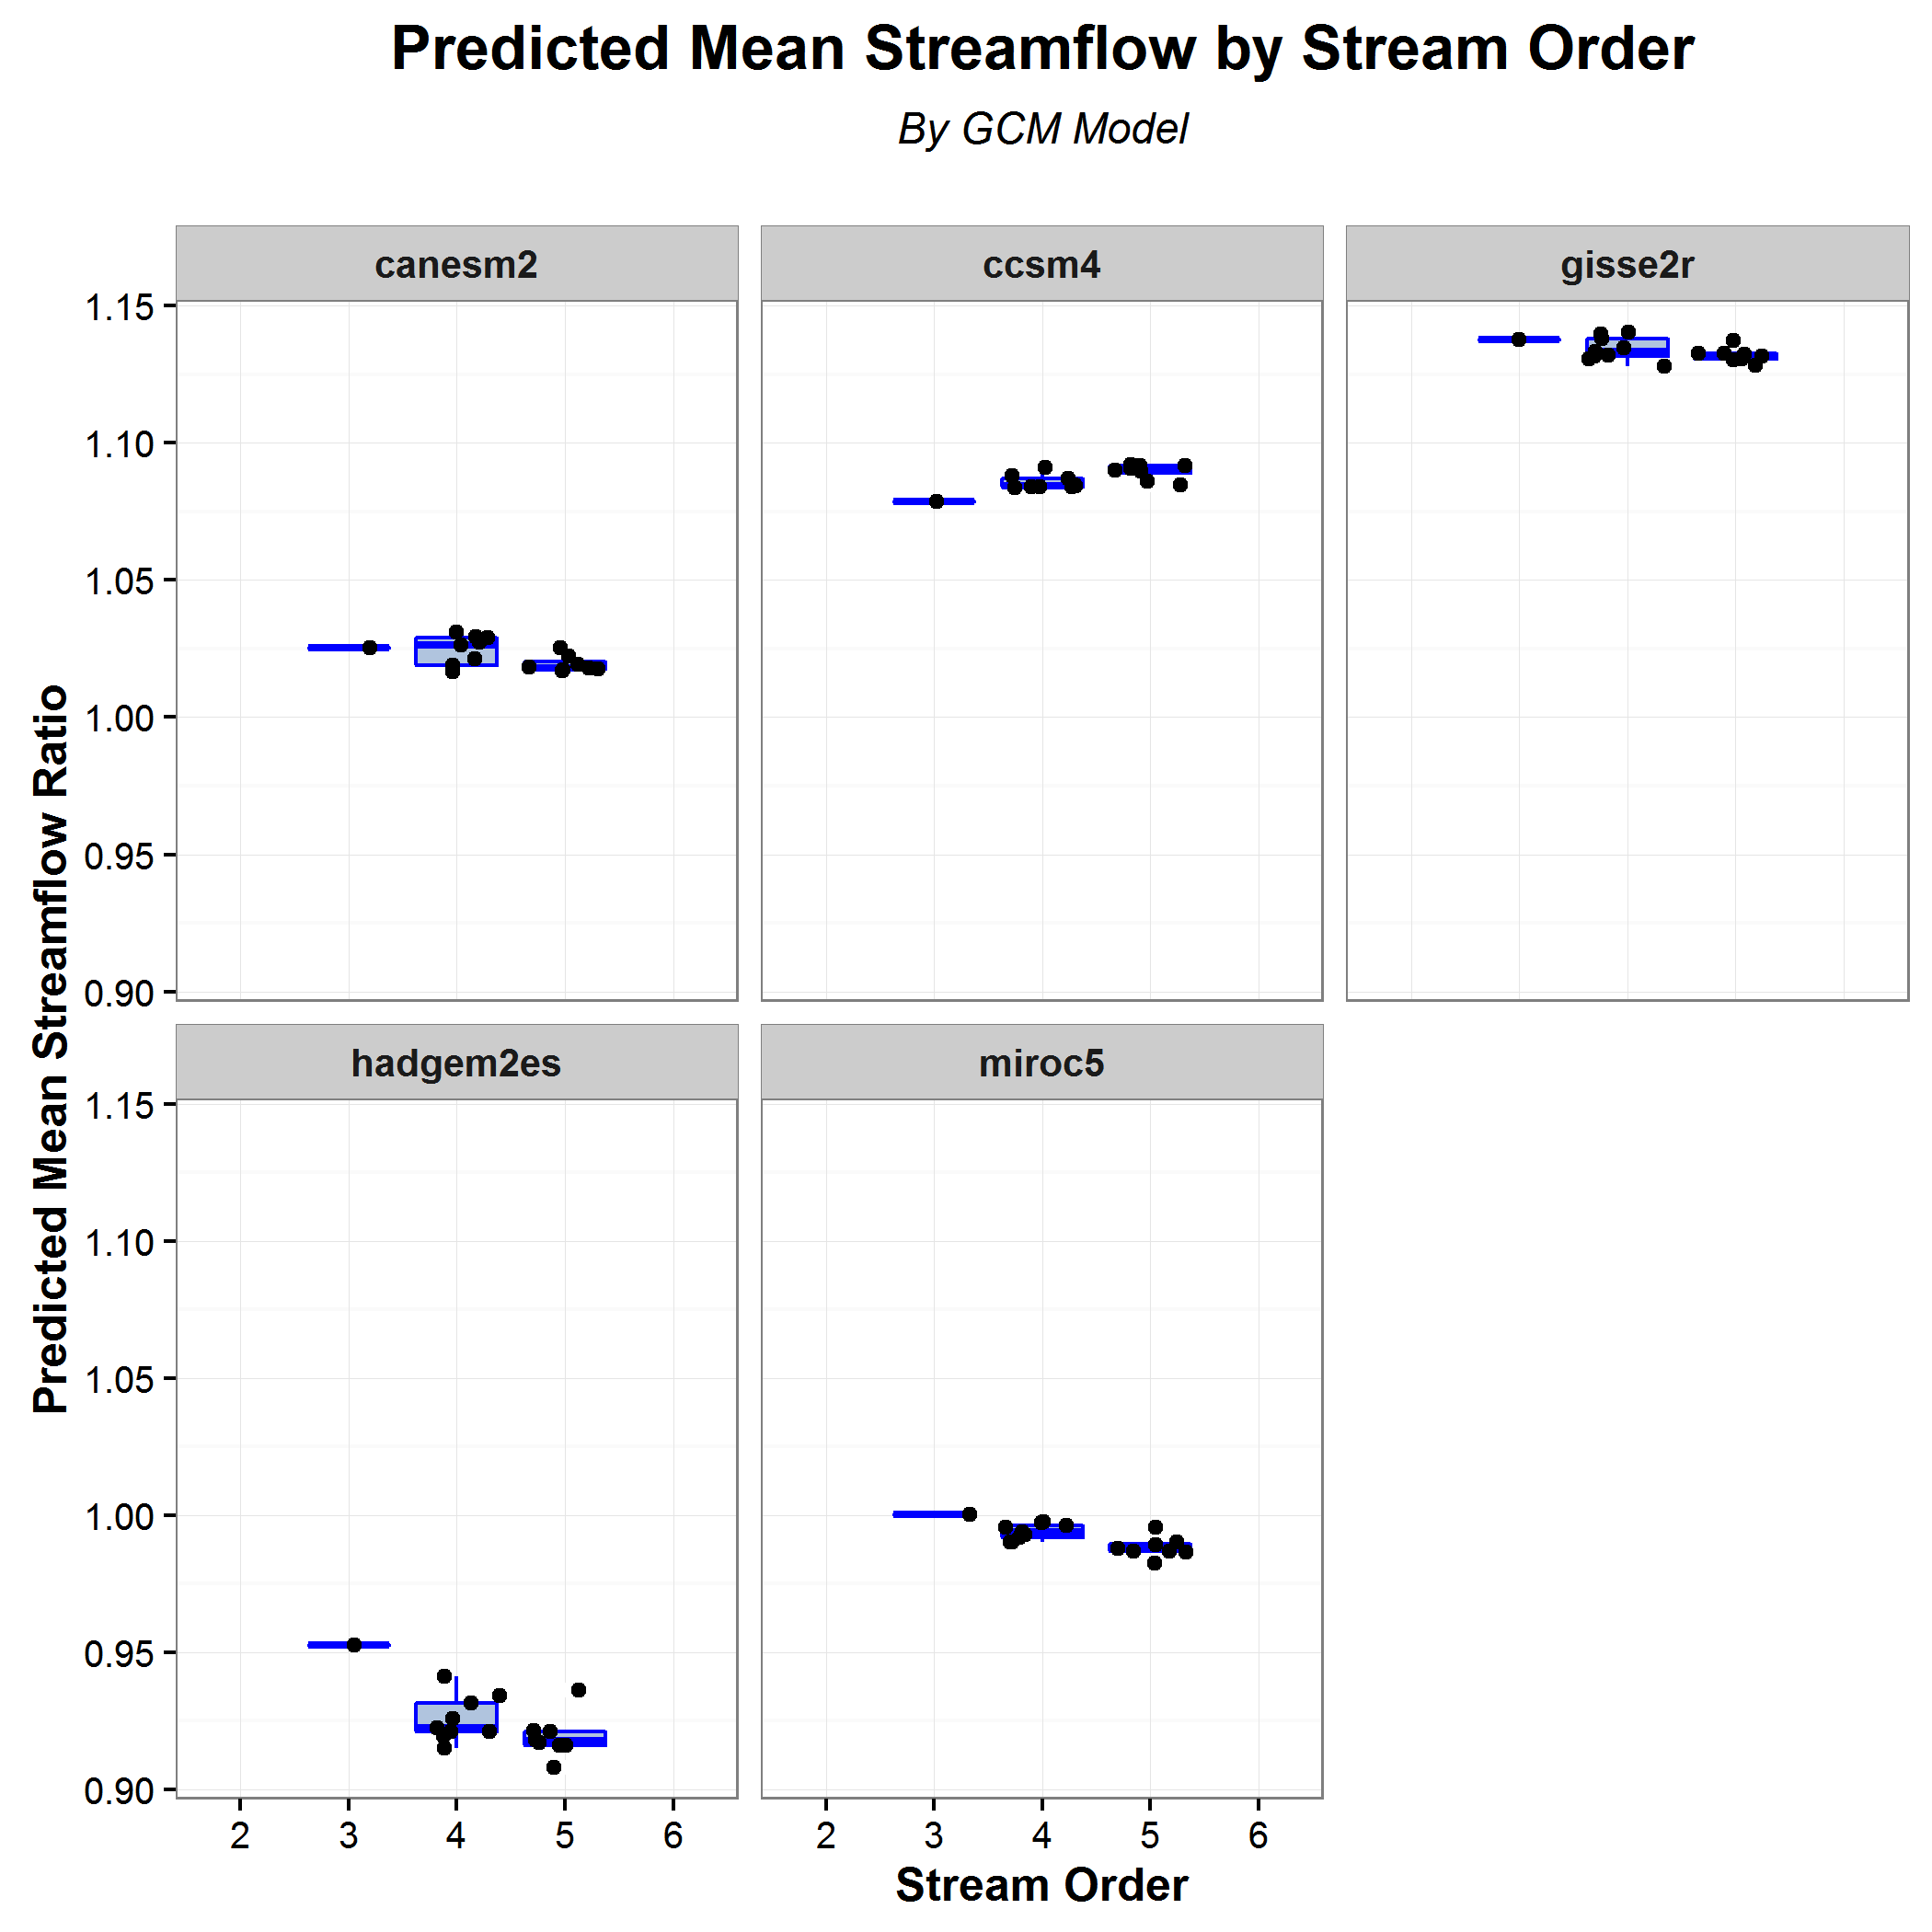 Predicted Mean Streamflow by Stream Order
By GCM Model
canesm2
ccsm4
gisse2r
1.15
1.10
1.05
1.00
0.95
0.90
Predicted Mean Streamflow Ratio
hadgem2es
miroc5
1.15
1.10
1.05
1.00
0.95
0.90
2 3 4 5 6
2 3 4 5 6
Stream Order